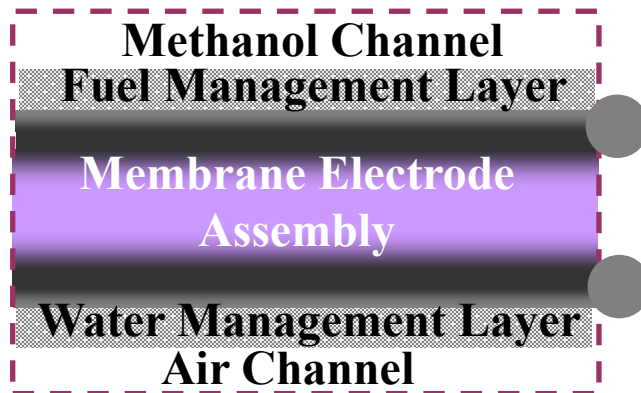 Methanol Channel
Fuel Management Layer
Membrane Electrode
Assembly
Water Management Layer
Air Channel